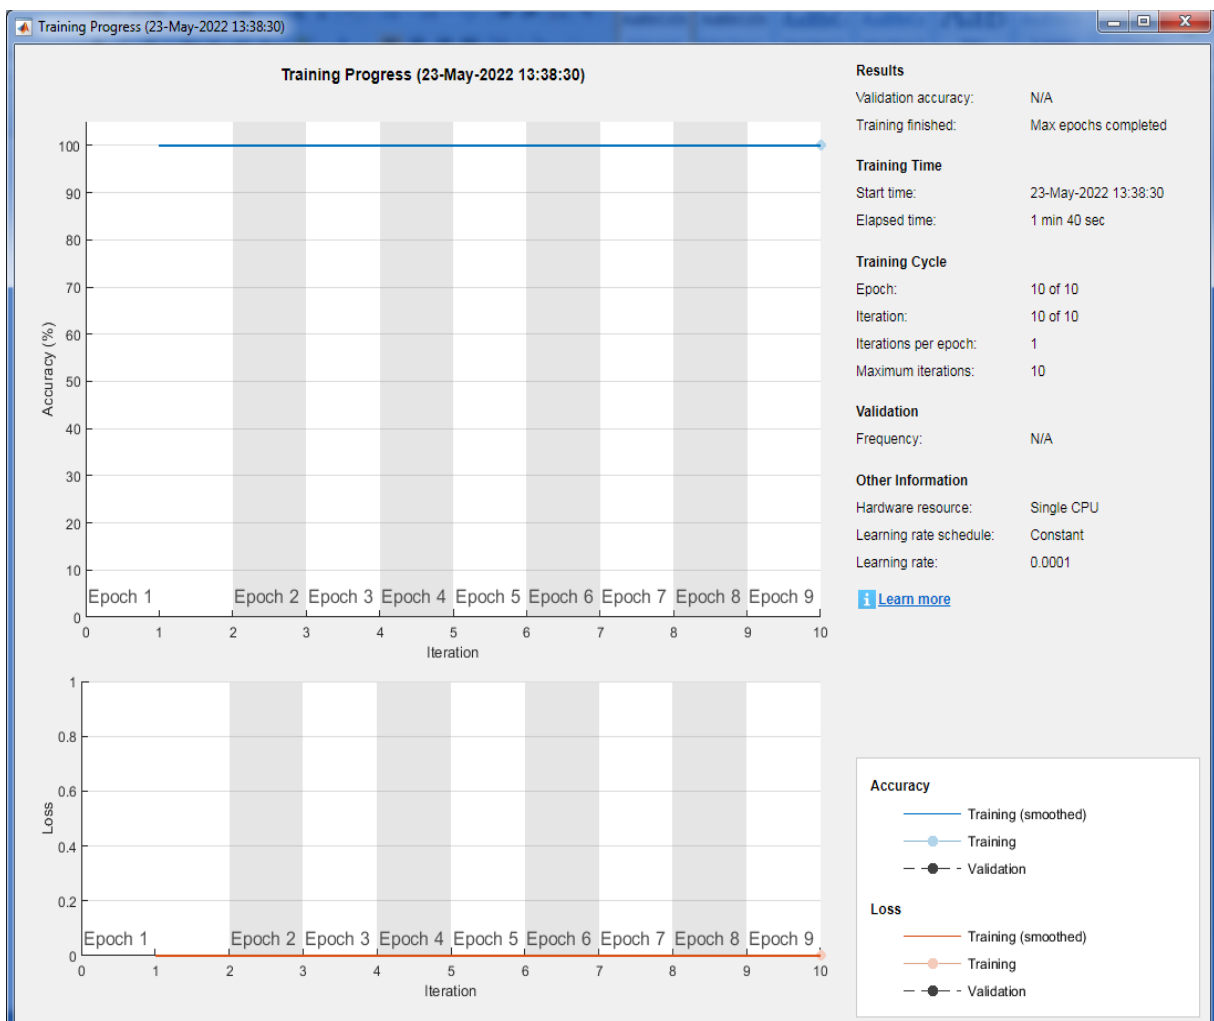 Training Progress (23-May-2022 13:38:30)
Training Progress (23-May-2022 13:38:30)
100
90
80
70
60
50
40
30
20
10
0
Accuracy (%)
Epoch 1 Epoch 2 Epoch 3 Epoch 4 Epoch 5 Epoch 6 Epoch 7 Epoch 8 Epoch 9
0 1 2 3 4 5 6 7 8 9 10
Iteration
1
0.8
0.6
0.4
0.2
0
Loss
Epoch 1 Epoch 2 Epoch 3 Epoch 4 Epoch 5 Epoch 6 Epoch 7 Epoch 8 Epoch 9
0 1 2 3 4 5 6 7 8 9 10
Iteration
Results
Validation accuracy: N/A
Training finished: Max epochs completed
Training Time
Start time: 23-May-2022 13:38:30
Elapsed time: 1 min 40 sec
Training Cycle
Epoch: 10 of 10
Iteration: 10 of 10
Iterations per epoch: 1
Maximum iterations: 10
Validation
Frequency: N/A
Other Information
Hardware resource: Single CPU
Learning rate schedule: Constant
Learning rate: 0.0001
i Learn more
Accuracy
Training (smoothed)
Training
Validation
Loss
Training (smoothed)
Training
Validation